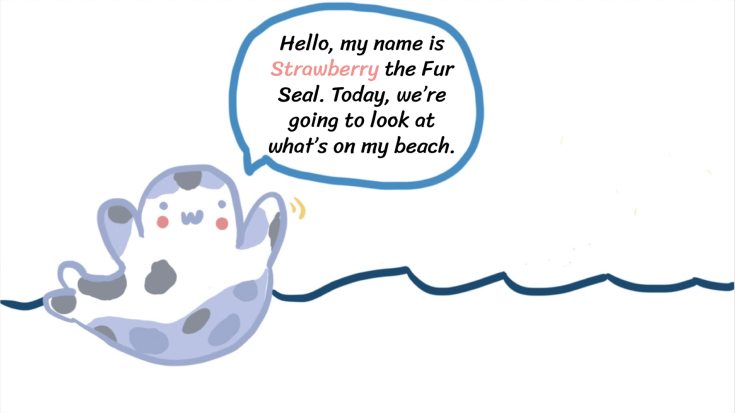 Hello, my name is
Strawberry the Fur
Seal. Today, we're
going to look at
what's on my beach.